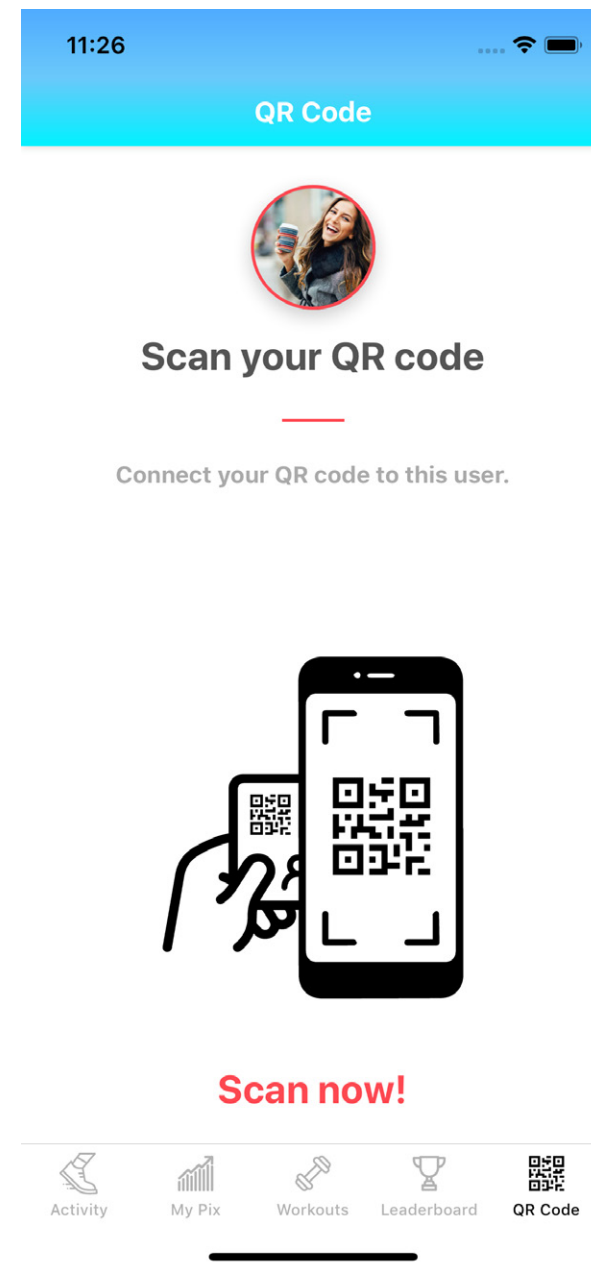 11:26
QR Code
Scan your QR code
Connect your QR code to this user.
Scan now!
Activity
My Pix
Workouts
Leaderboard
QR Code